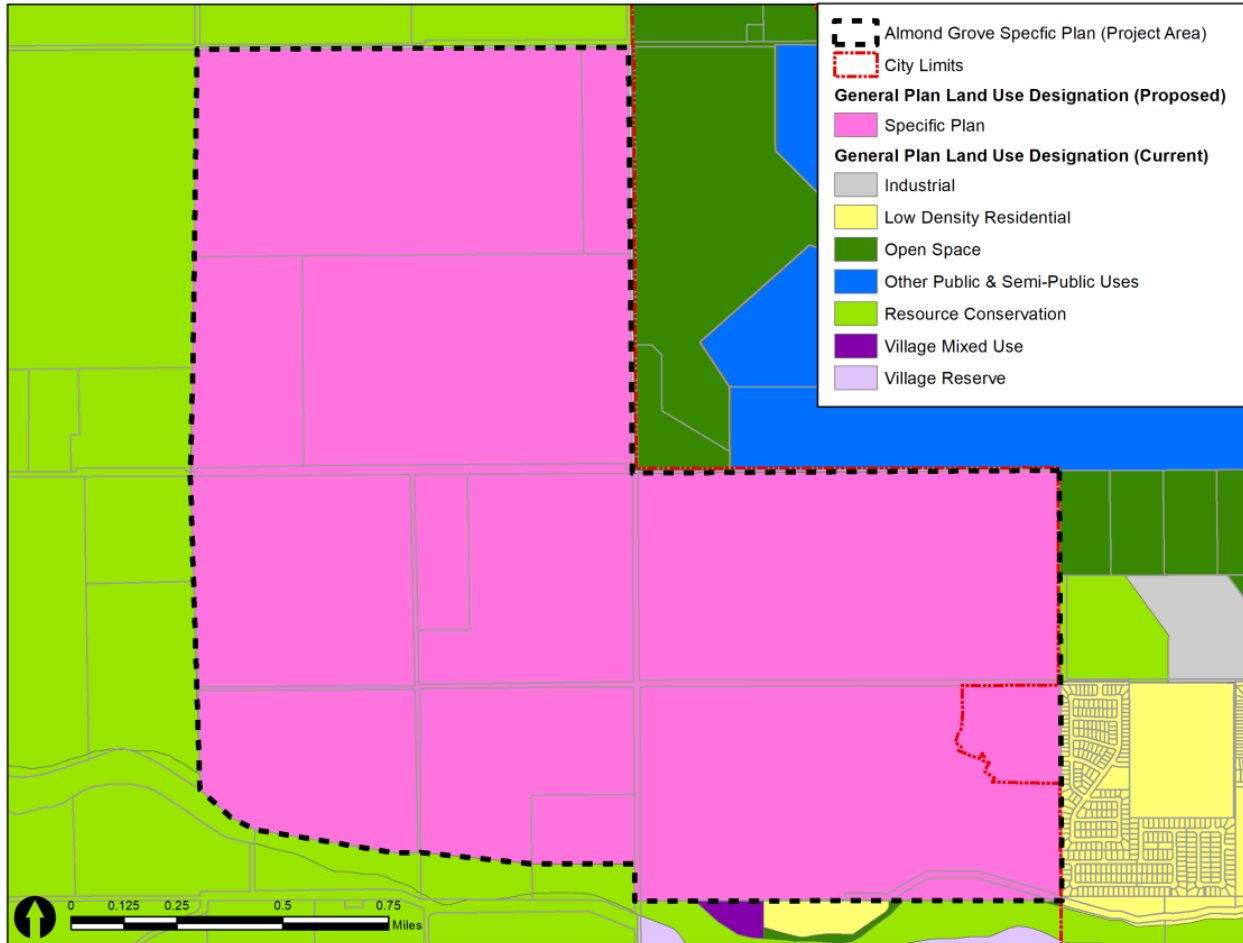 Almond Grove Specfic Plan (Project Area)
City Limits
General Plan Land Use Designation (Proposed)
Specific Plan
General Plan Land Use Designation (Current)
Industrial
Low Density Residential
Open Space
Other Public & Semi-Public Uses
Resource Conservation
Village Mixed Use
Village Reserve
0 0.125 0.25 0.5 0.75
Miles